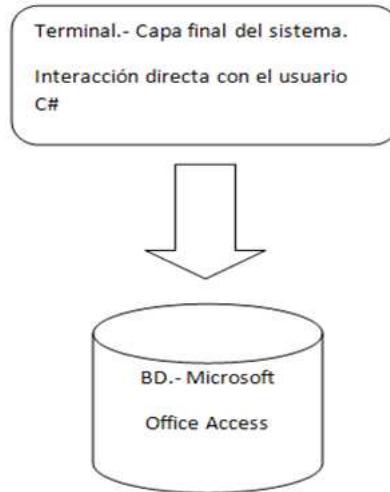 Terminal.- Capa final del sistema.
Interacción directa con el usuario
C#
BD.- Microsoft
Office Access